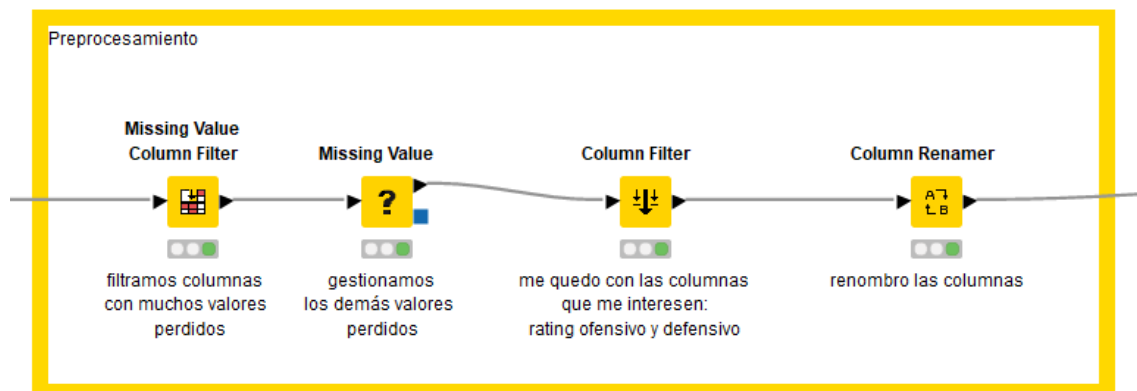 Preprocesamiento
Missing Value
Column Filter
Missing Value
Column Filter
Column Renamer
?
A
B
filtramos columnas
con muchos valores
perdidos
gestionamos
los demás valores
perdidos
me quedo con las columnas
que me interesen:
rating ofensivo y defensivo
renombro las columnas